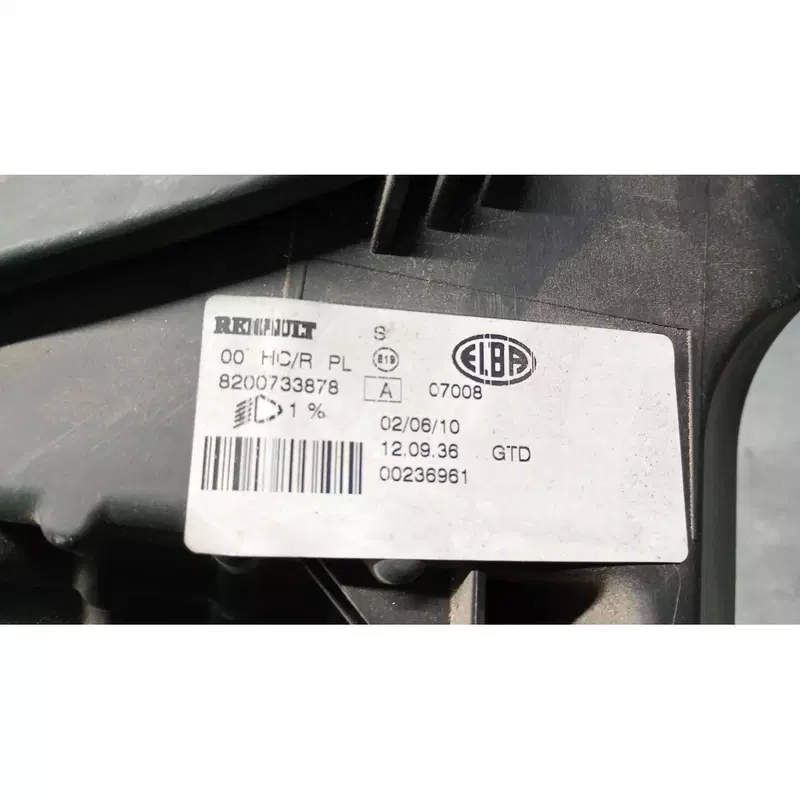 RENAULT S
00 HC/R PL E19 ELBA
8200733878 A 07008
1 %
02/06/10
12.09.36 GTD
00236961